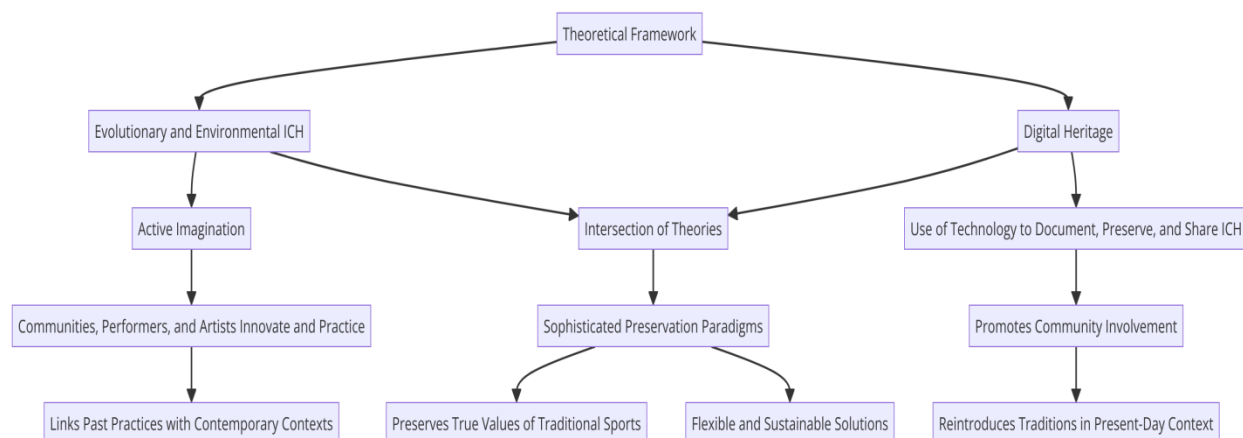 Theoretical Framework
Evolutionary and Environmental ICH
Digital Heritage
Active Imagination
Intersection of Theories
Use of Technology to Document, Preserve, and Share ICH
Communities, Performers, and Artists Innovate and Practice
Sophisticated Preservation Paradigms
Promotes Community Involvement
Links Past Practices with Contemporary Contexts
Preserves True Values of Traditional Sports
Flexible and Sustainable Solutions
Reintroduces Traditions in Present-Day Context